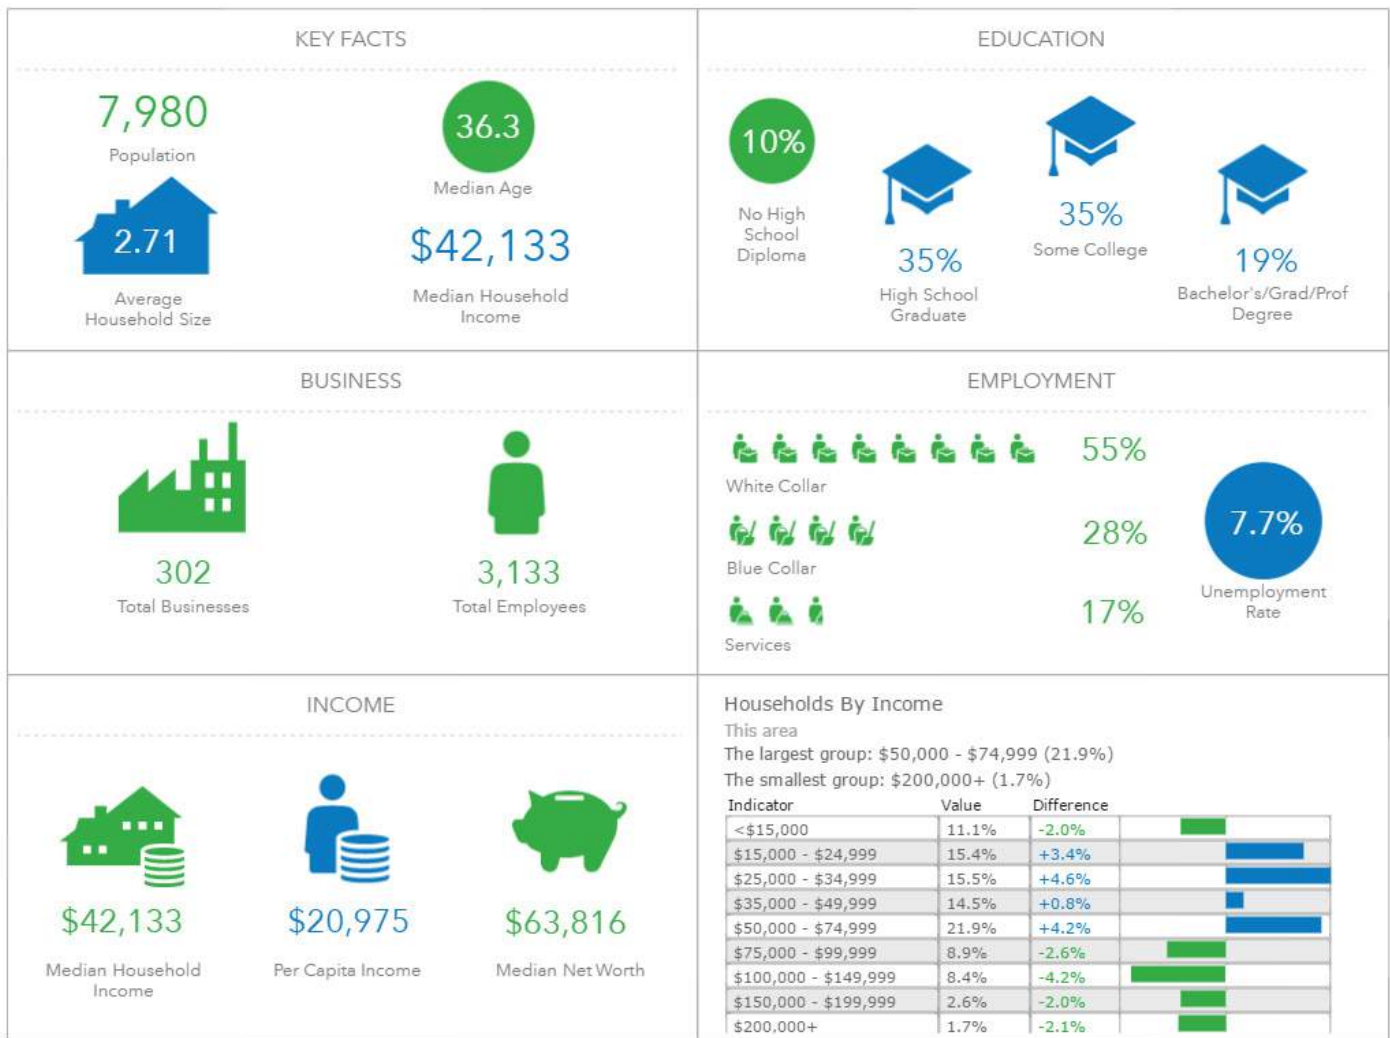 KEY FACTS
7,980
Population
36.3
Median Age
2.71
Average
Household Size
$42,133
Median Household
Income
EDUCATION
10%
No High
School
Diploma
35%
High School
Graduate
35%
Some College
19%
Bachelor's/Grad/Prof
Degree
BUSINESS
302
Total Businesses
3,133
Total Employees
EMPLOYMENT
55%
White Collar
28%
Blue Collar
17%
Services
7.7%
Unemployment
Rate
INCOME
$42,133
Median Household
Income
$20,975
Per Capita Income
$63,816
Median Net Worth
Households By Income
This area
The largest group: $50,000 - $74,999 (21.9%)
The smallest group: $200,000+ (1.7%)
Indicator Value Difference
<$15,000 11.1% -2.0%
$15,000 - $24,999 15.4% +3.4%
$25,000 - $34,999 15.5% +4.6%
$35,000 - $49,999 14.5% +0.8%
$50,000 - $74,999 21.9% +4.2%
$75,000 - $99,999 8.9% -2.6%
$100,000 - $149,999 8.4% -4.2%
$150,000 - $199,999 2.6% -2.0%
$200,000+ 1.7% -2.1%